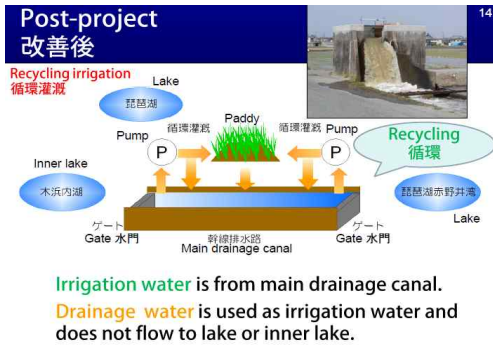 Post-project
改善後
14
Recycling irrigation
循環灌漑
Lake
琵琶湖
Paddy
Pump
循環灌漑
循環灌漑
Pump
P
P
Recycling
循環
Inner lake
木浜内湖
琵琶湖赤野井湾
Lake
ゲート
Gate 水門
幹線排水路
Main drainage canal
ゲート
Gate 水門
Irrigation water is from main drainage canal.
Drainage water is used as irrigation water and
does not flow to lake or inner lake.